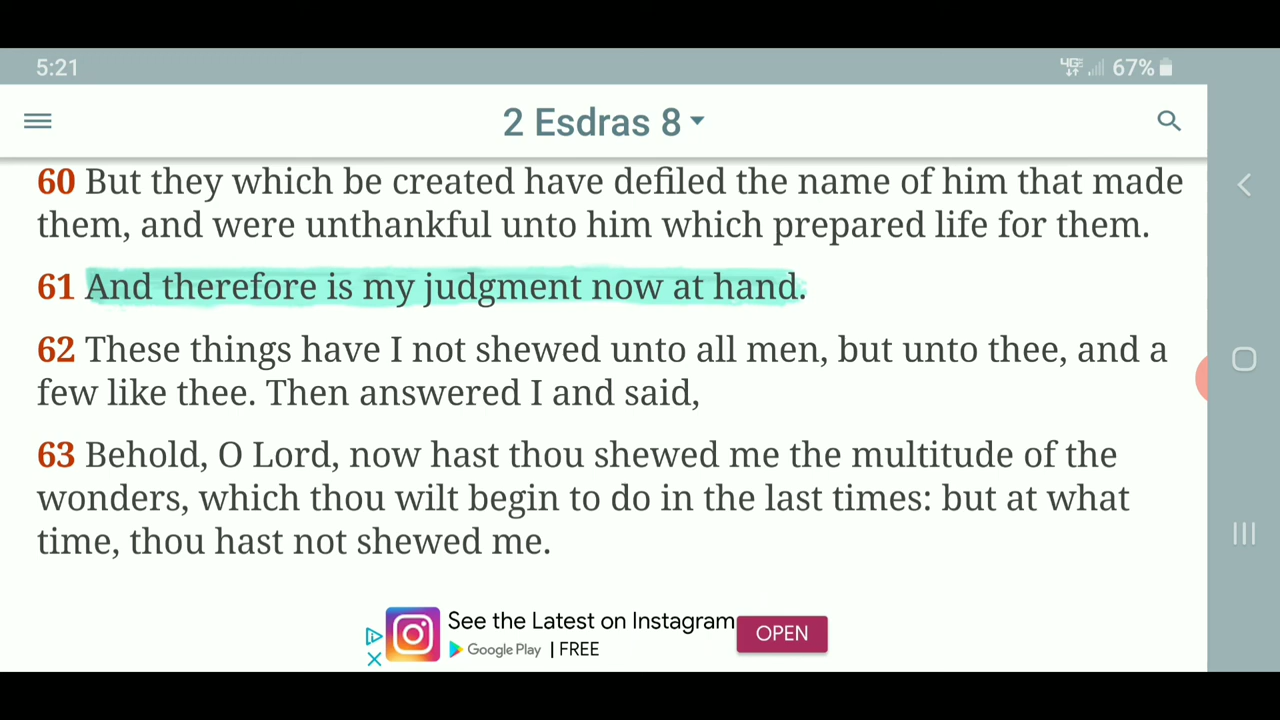 5:21
4GE 67%
2 Esdras 8
60 But they which be created have defiled the name of him that made
them, and were unthankful unto him which prepared life for them.
61 And therefore is my judgment now at hand.
62 These things have I not shewed unto all men, but unto thee, and a
few like thee. Then answered I and said,
63 Behold, O Lord, now hast thou shewed me the multitude of the
wonders, which thou wilt begin to do in the last times: but at what
time, thou hast not shewed me.
See the Latest on Instagram
Google Play | FREE
OPEN